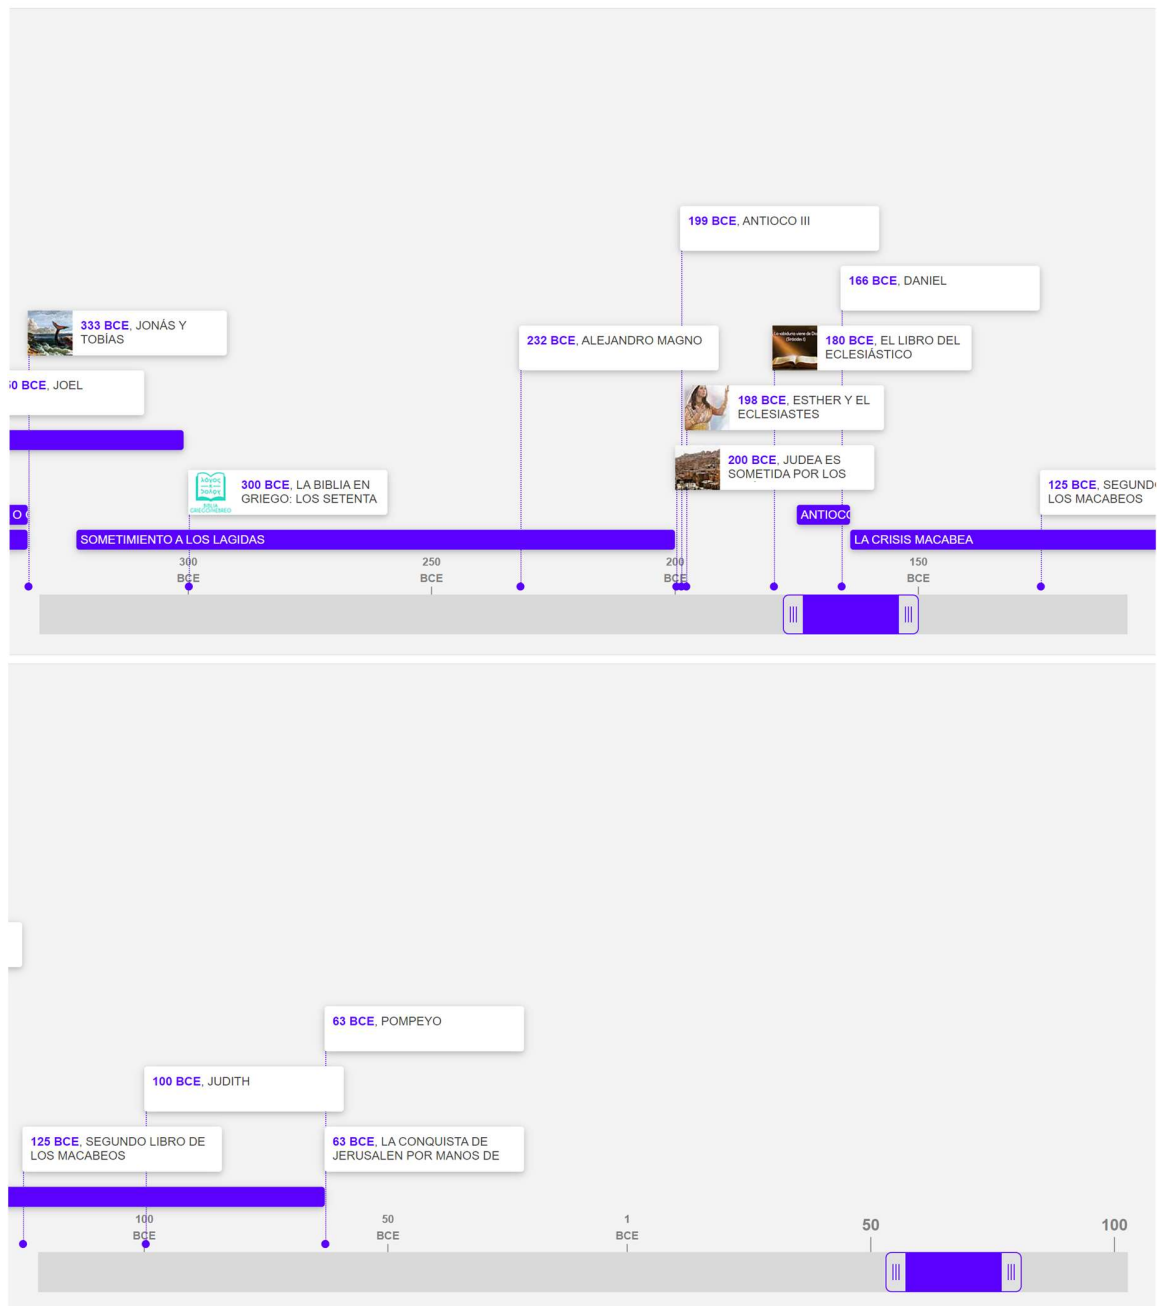 199 BCE, ANTIOCO III
166 BCE, DANIEL
333 BCE, JONÁS Y
TOBÍAS
232 BCE, ALEJANDRO MAGNO
180 BCE, EL LIBRO DEL
ECLESIÁSTICO
0 BCE, JOEL
198 BCE, ESTHER Y EL
ECLESIASTES
200 BCE, JUDEA ES
SOMETIDA POR LOS
300 BCE, LA BIBLIA EN
GRIEGO: LOS SETENTA
125 BCE, SEGUND
LOS MACABEOS
O
ANTIOCO
SOMETIMIENTO A LOS LAGIDAS
LA CRISIS MACABEA
300
BCE
250
BCE
200
BCE
150
BCE
63 BCE, POMPEYO
100 BCE, JUDITH
125 BCE, SEGUNDO LIBRO DE
LOS MACABEOS
63 BCE, LA CONQUISTA DE
JERUSALEN POR MANOS DE
100
BCE
50
BCE
1
BCE
50
100